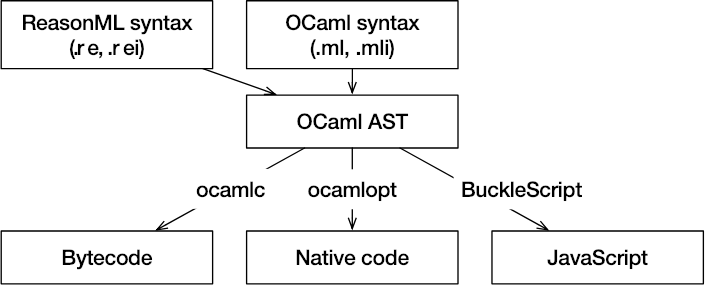 ReasonML syntax
(.re, .rei)
OCaml syntax
(.ml, .mli)
OCaml AST
ocamlc
ocamlopt
BuckleScript
Bytecode
Native code
JavaScript